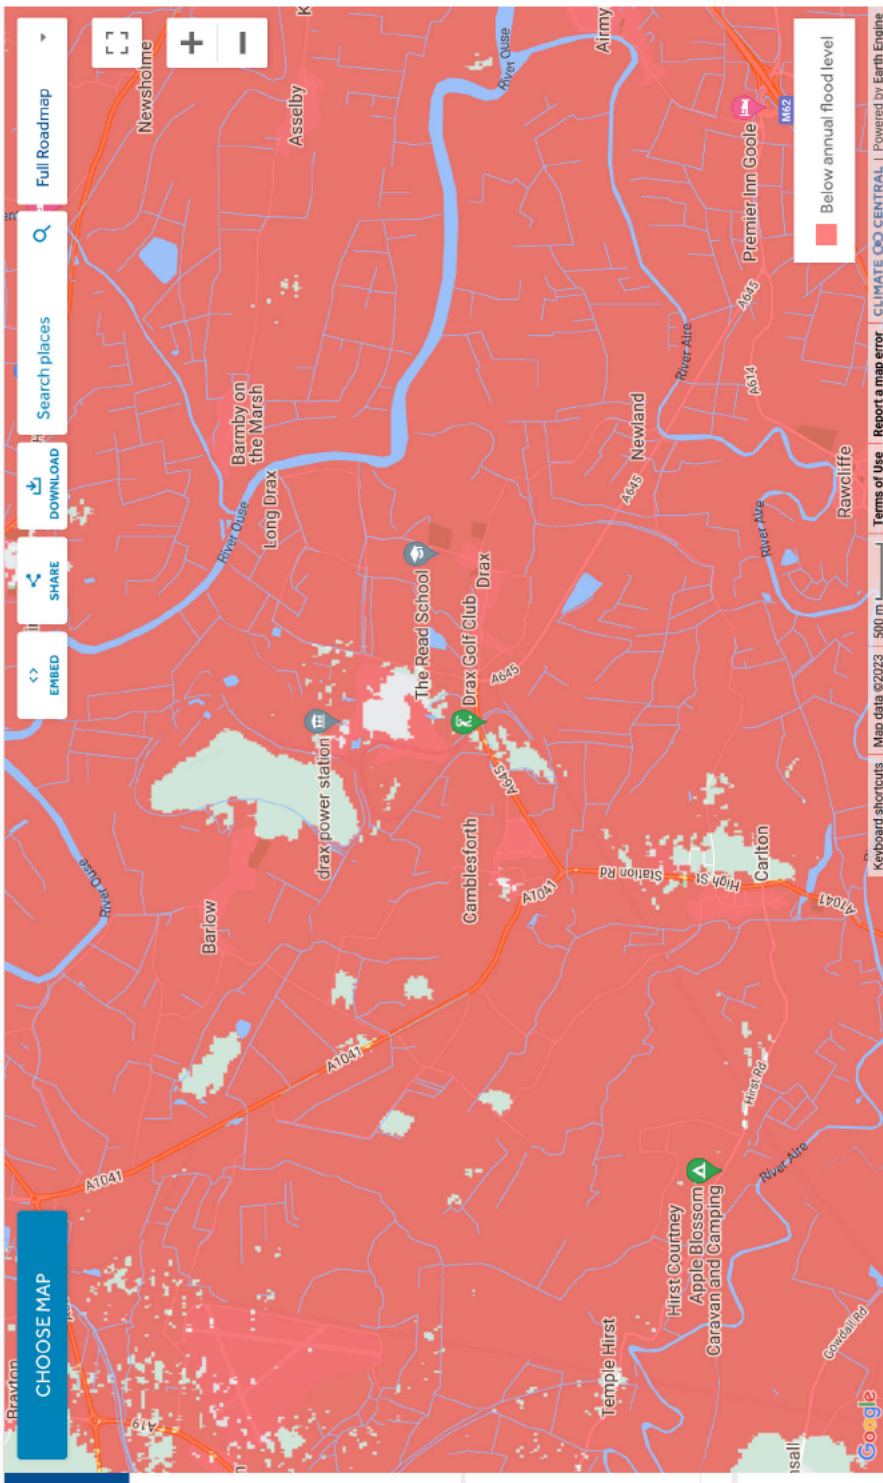 CHOOSE MAP
EMBED
SHARE
DOWNLOAD
Search places
Full Roadmap
Brayton
A19
A1041
A1041
Barlow
River Ouse
River Ouse
Long Drax
Barmby on
the Marsh
Asselby
Newsholme
K
drax power station
The Read School
Drax Golf Club
Drax
Camblesforth
A1041
A645
A645
A645
A645
Newland
River Ouse
Airmy
River Aire
Premier Inn Goole
M62
A614
Rawcliffe
River Aire
Station Rd
High St
Carlton
A1041
Hirst Rd
River Aire
Hirst Courtney
Apple Blossom
Caravan and Camping
Temple Hirst
Gowdall Rd
Below annual flood level
Google
Keyboard shortcuts
Map data ©2023
500 m
Terms of Use
Report a map error
CLIMATE CENTRAL | Powered by Earth Engine